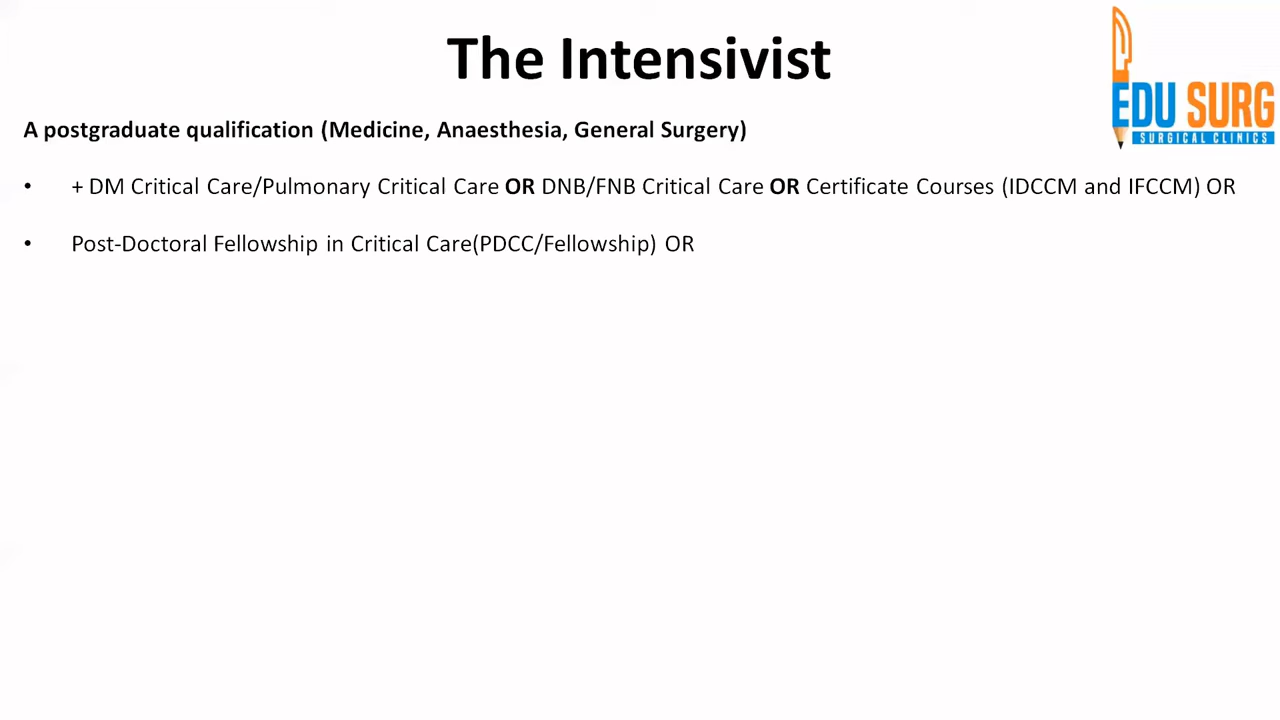 The Intensivist
EDU SURG
SURGICAL CLINICS
A postgraduate qualification (Medicine, Anaesthesia, General Surgery)
• + DM Critical Care/Pulmonary Critical Care OR DNB/FNB Critical Care OR Certificate Courses (IDCCM and IFCCM) OR
• Post-Doctoral Fellowship in Critical Care(PDCC/Fellowship) OR